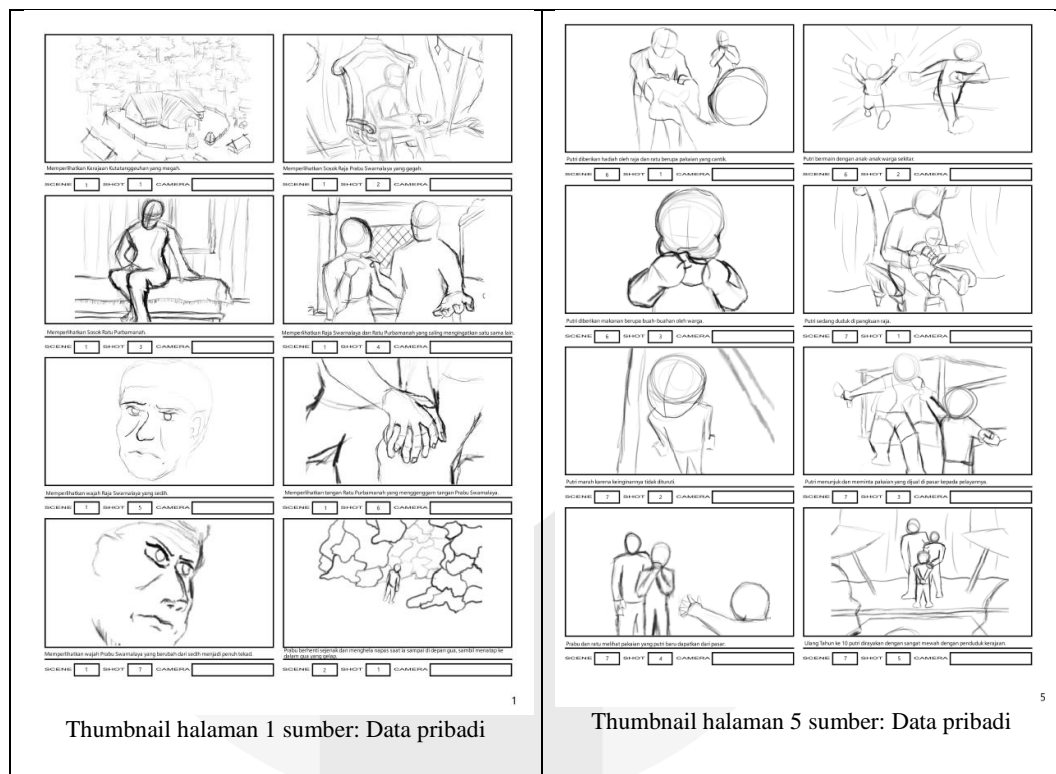 Memperlihatkan Kerajaan Kutatanggeuhan yang megah.
SCENE 1 SHOT 1 CAMERA
Memperlihatkan Sosok Raja Prabu Swarnalaya yang gagah.
SCENE 1 SHOT 2 CAMERA
Memperlihatkan Sosok Ratu Purbamanah.
SCENE 1 SHOT 3 CAMERA
Memperlihatkan Raja Swarnalaya dan Ratu Purbamanah yang saling mengingatkan satu sama lain.
SCENE 1 SHOT 4 CAMERA
Memperlihatkan wajah Raja Swarnalaya yang sedih.
SCENE 1 SHOT 5 CAMERA
Memperlihatkan tangan Ratu Purbamanah yang menggenggam tangan Prabu Swarnalaya.
SCENE 1 SHOT 6 CAMERA
Memperlihatkan wajah Prabu Swarnalaya yang berubah dari sedih menjadi penuh tekad.
SCENE 1 SHOT 7 CAMERA
Prabu berhenti sejenak dan menghela napas saat ia sampai di depan gua, sambil menatap ke
dalam gua yang gelap.
SCENE 2 SHOT 1 CAMERA
1
Thumbnail halaman 1 sumber: Data pribadi
Putri diberikan hadiah oleh raja dan ratu berupa pakaian yang cantik.
SCENE 6 SHOT 1 CAMERA
Putri bermain dengan anak-anak warga sekitar.
SCENE 6 SHOT 2 CAMERA
Putri diberikan makanan berupa buah-buahan oleh warga.
SCENE 6 SHOT 3 CAMERA
Putri sedang duduk di pangkuan raja.
SCENE 7 SHOT 1 CAMERA
Putri marah karena keinginannya tidak dituruti.
SCENE 7 SHOT 2 CAMERA
Putri menunjuk dan meminta pakaian yang dijual di pasar kepada pelayannya.
SCENE 7 SHOT 3 CAMERA
Prabu dan ratu melihat pakaian yang putri baru dapatkan dari pasar.
SCENE 7 SHOT 4 CAMERA
Ulang Tahun ke 10 putri dirayakan dengan sangat mewah dengan penduduk kerajaan.
SCENE 7 SHOT 5 CAMERA
5
Thumbnail halaman 5 sumber: Data pribadi